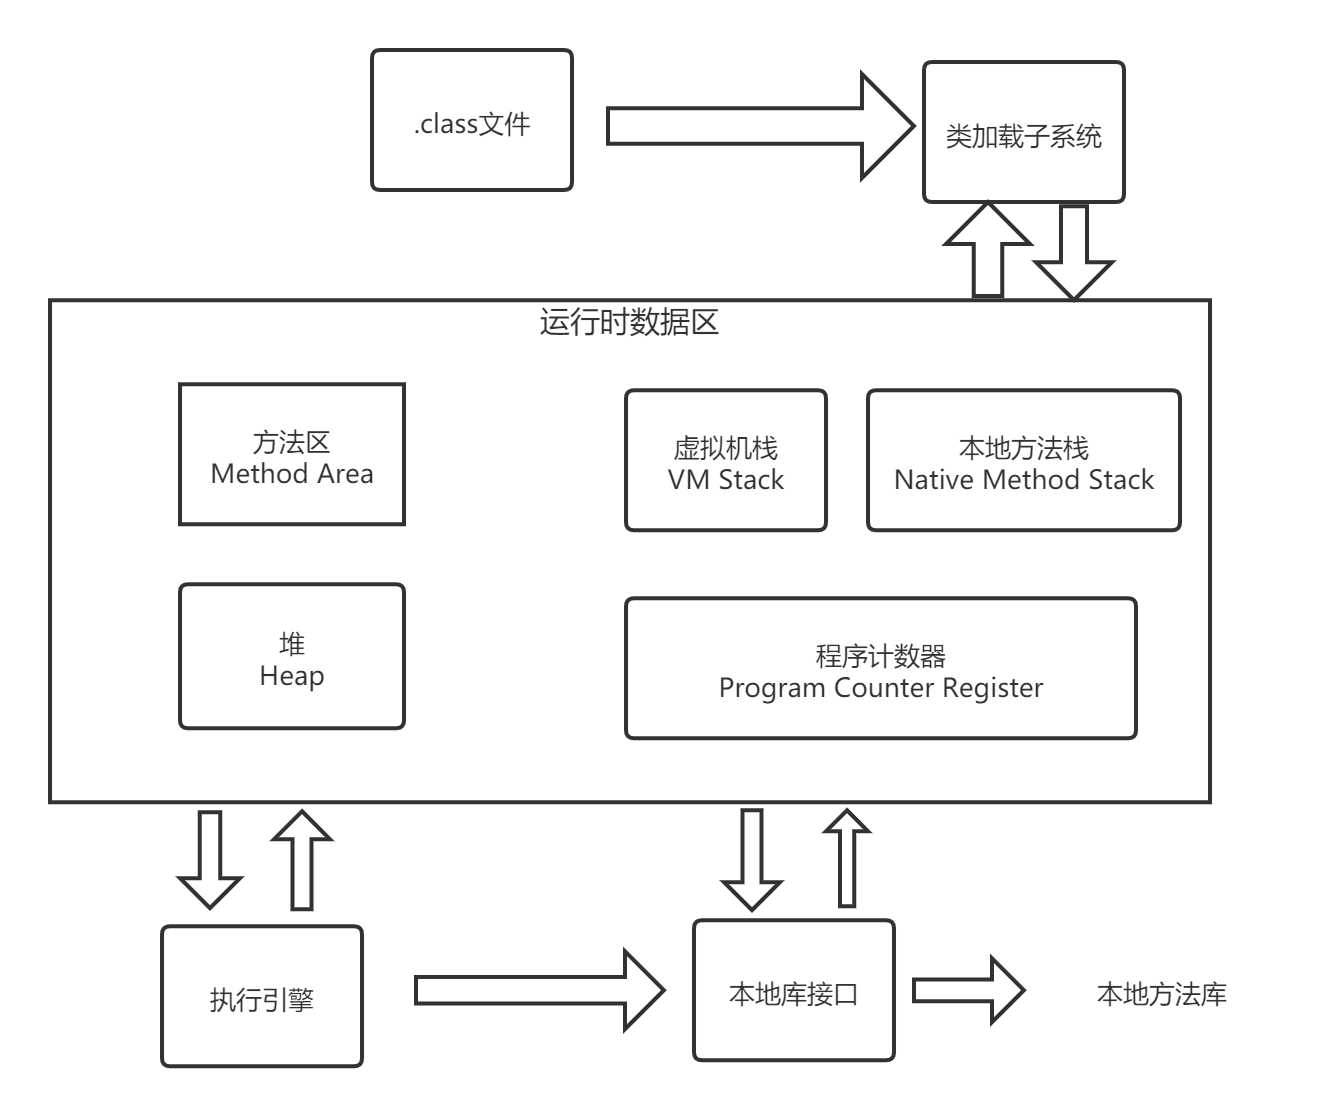 .class文件
类加载子系统
运行时数据区
方法区
Method Area
虚拟机栈
VM Stack
本地方法栈
Native Method Stack
堆
Heap
程序计数器
Program Counter Register
执行引擎
本地库接口
本地方法库